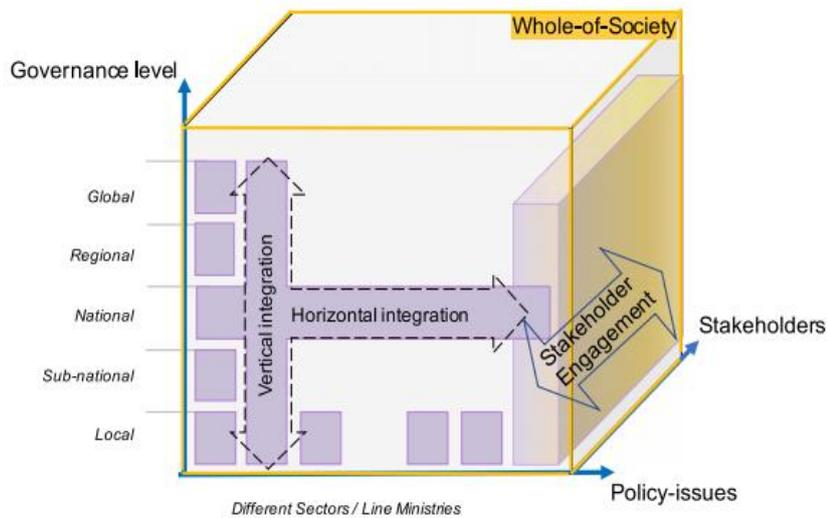 Whole-of-Society
Governance level
Global
Regional
National
Sub-national
Local
Vertical integration
Horizontal integration
Stakeholder
Engagement
Stakeholders
Policy-issues
Different Sectors / Line Ministries